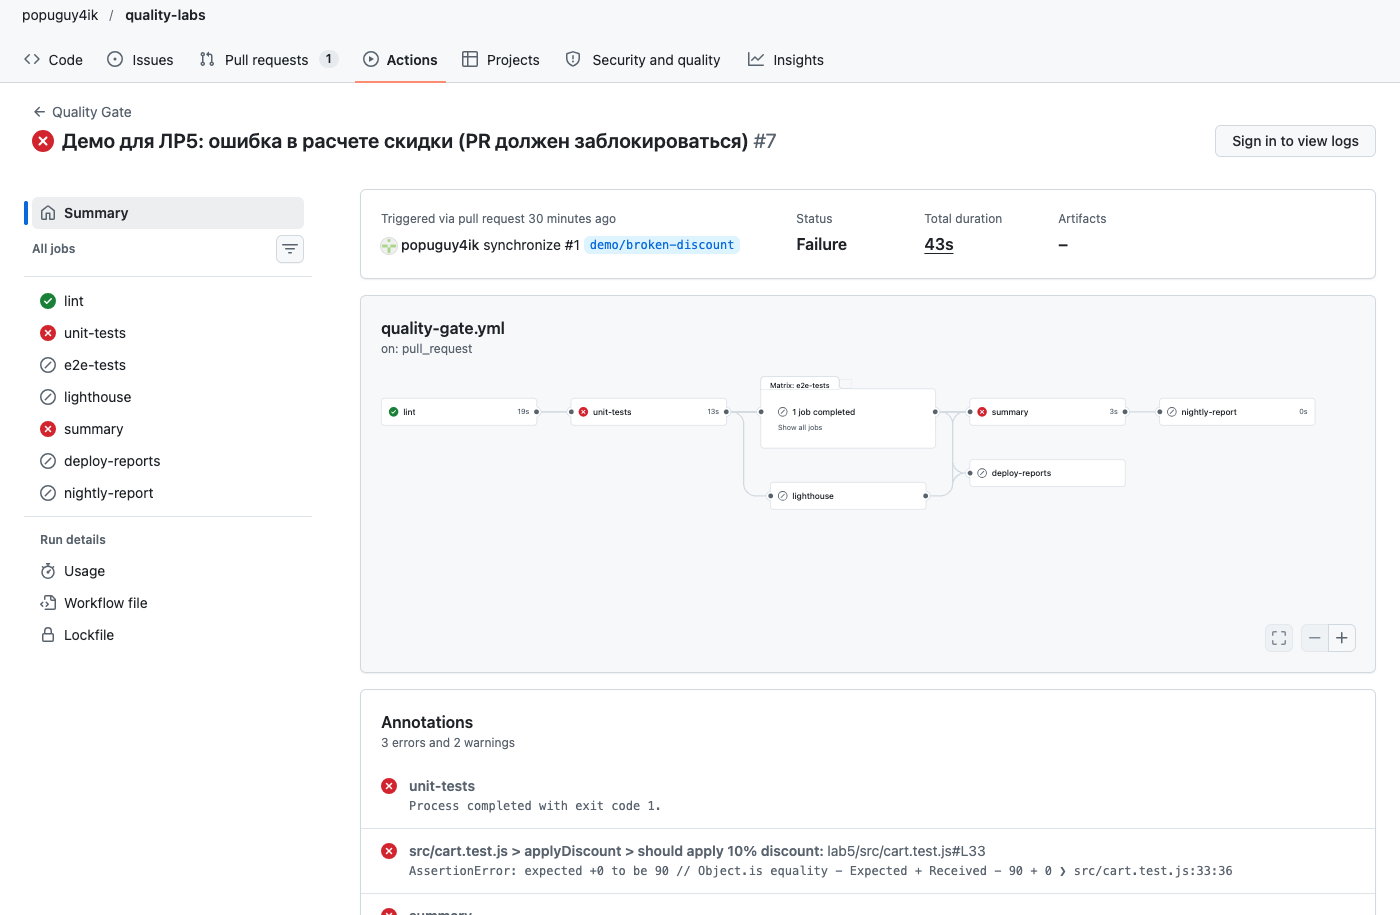 popuguy4ik / quality-labs
Code Issues Pull requests 1 Actions Projects Security and quality Insights
Quality Gate
Демо для ЛР5: ошибка в расчете скидки (PR должен заблокироваться) #7
Sign in to view logs
Summary
All jobs
lint
unit-tests
e2e-tests
lighthouse
summary
deploy-reports
nightly-report
Run details
Usage
Workflow file
Lockfile
Triggered via pull request 30 minutes ago
popuguy4ik synchronize #1 demo/broken-discount
Status
Failure
Total duration
43s
Artifacts
–
quality-gate.yml
on: pull_request
lint 19s
unit-tests 13s
Matrix: e2e-tests
1 job completed
Show all jobs
lighthouse
summary 3s
deploy-reports
nightly-report 0s
Annotations
3 errors and 2 warnings
unit-tests
Process completed with exit code 1.
src/cart.test.js > applyDiscount > should apply 10% discount: lab5/src/cart.test.js#L33
AssertionError: expected +0 to be 90 // Object.is equality - Expected + Received - 90 + 0 ❯ src/cart.test.js:33:36
summary